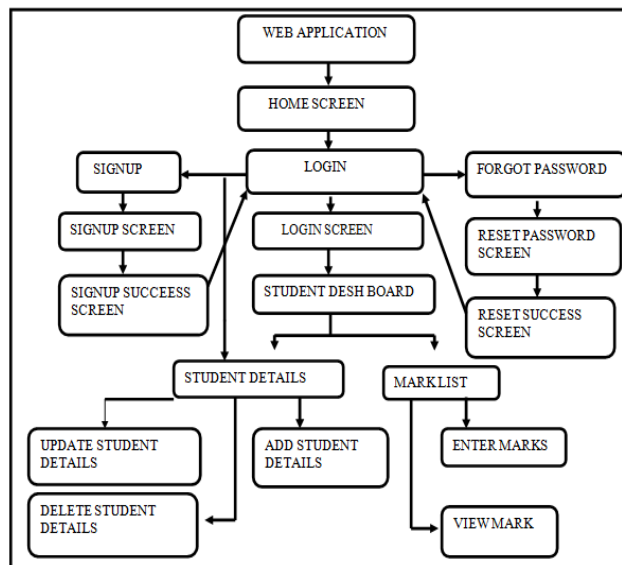 WEB APPLICATION
HOME SCREEN
SIGNUP
LOGIN
FORGOT PASSWORD
SIGNUP SCREEN
LOGIN SCREEN
RESET PASSWORD
SCREEN
SIGNUP SUCCEESS
SCREEN
STUDENT DESH BOARD
RESET SUCCESS
SCREEN
STUDENT DETAILS
MARK LIST
UPDATE STUDENT
DETAILS
ADD STUDENT
DETAILS
ENTER MARKS
DELETE STUDENT
DETAILS
VIEW MARK